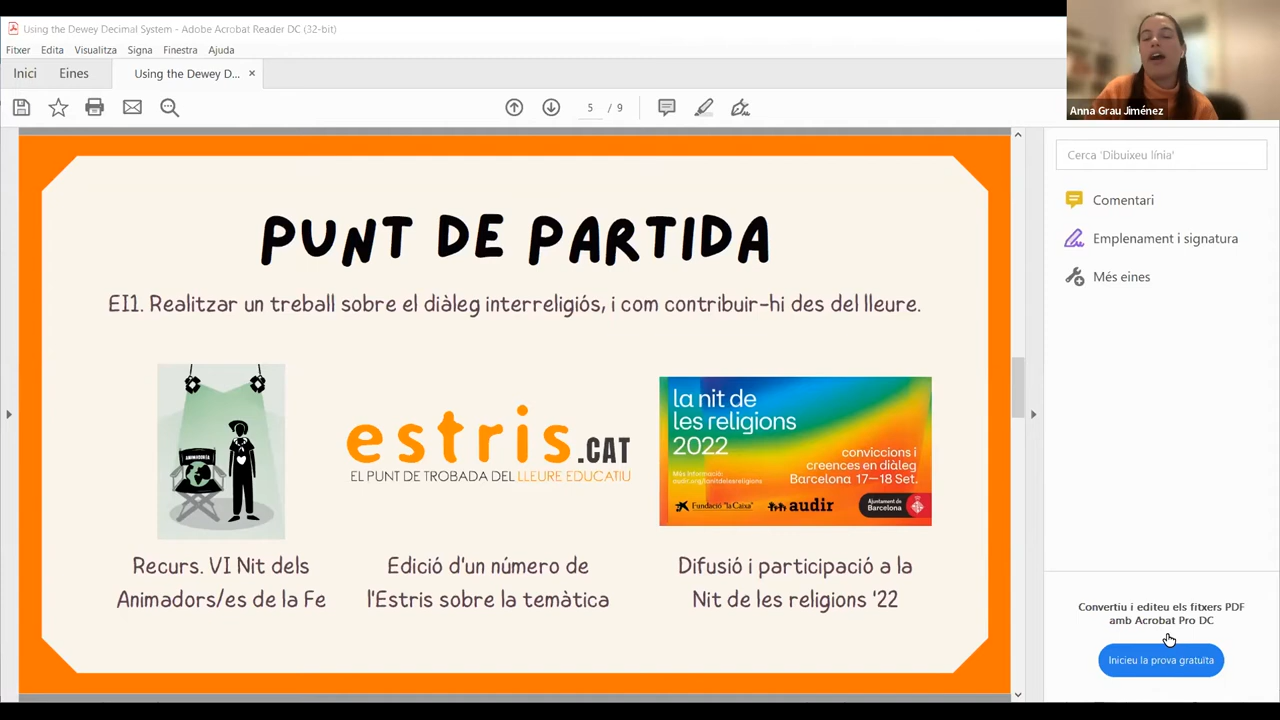 Using the Dewey Decimal System - Adobe Acrobat Reader DC (32-bit)
Fitxer Edita Visualitza Signa Finestra Ajuda
Inici Eines Using the Dewey D... ×
5 / 9
Anna Grau Jiménez
Cerca 'Dibuixeu línia'
Comentari
Emplenament i signatura
Més eines
PUNT DE PARTIDA
EI1. Realitzar un treball sobre el diàleg interreligiós, i com contribuir-hi des del lleure.
ANIMADOR/A
estris.CAT
EL PUNT DE TROBADA DEL LLEURE EDUCATIU
la nit de
les religions
2022
Més informació:
audir.org/lanitdelesreligions
conviccions i
creences en diàleg
Barcelona 17—18 Set.
Fundació "la Caixa"
audir
Ajuntament de
Barcelona
Recurs. VI Nit dels
Animadors/es de la Fe
Edició d'un número de
l'Estris sobre la temàtica
Difusió i participació a la
Nit de les religions '22
Convertiu i editeu els fitxers PDF
amb Acrobat Pro DC
Inicieu la prova gratuïta